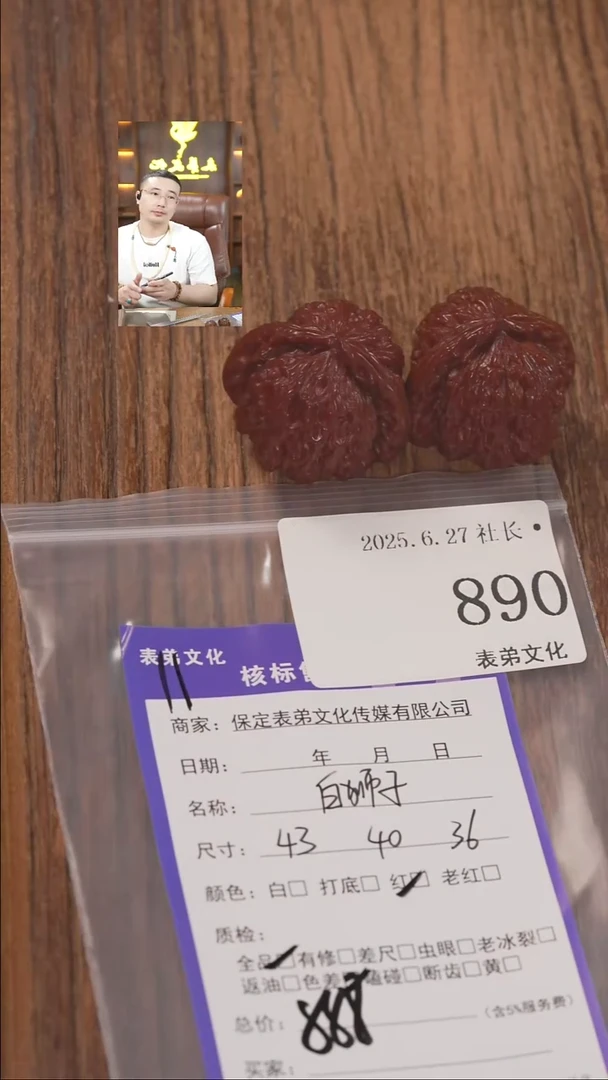 2025.6.27 社长 •
890
表弟文化
表弟文化
核标
商家：保定表弟文化传媒有限公司
日期： 年 月 日
名称：白狮子
尺寸：43 40 36
颜色：白□ 打底□ 红□ 老红□
质检：
全品□有修□差尺□虫眼□老冰裂□
返油□色差□磕碰□断齿□黄□
总价： （含5%服务费）
买家：